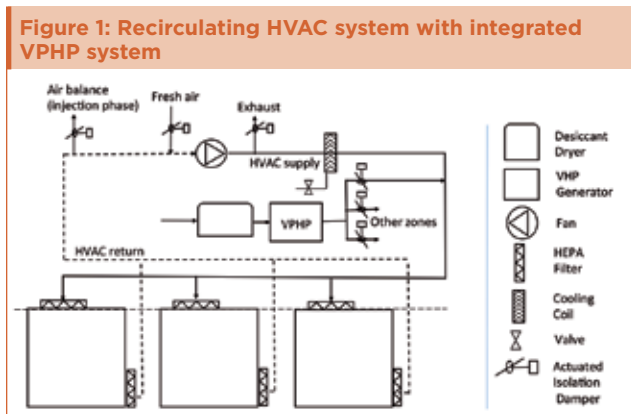 Figure 1: Recirculating HVAC system with integrated
VPHP system
Air balance
(injection phase)
Fresh air
Exhaust
HVAC supply
VPHP
Other zones
HVAC return
Desiccant
Dryer
VHP
Generator
Fan
HEPA
Filter
Cooling
Coil
Valve
Actuated
Isolation
Damper